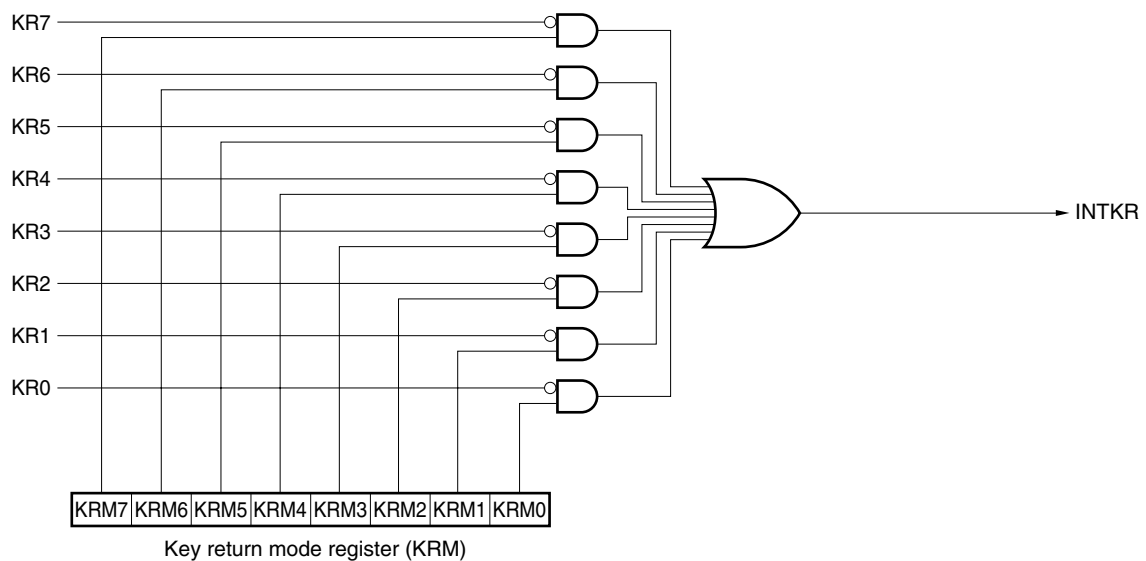 KR7
KR6
KR5
KR4
KR3
KR2
KR1
KR0
INTKR
KRM7 KRM6 KRM5 KRM4 KRM3 KRM2 KRM1 KRM0
Key return mode register (KRM)